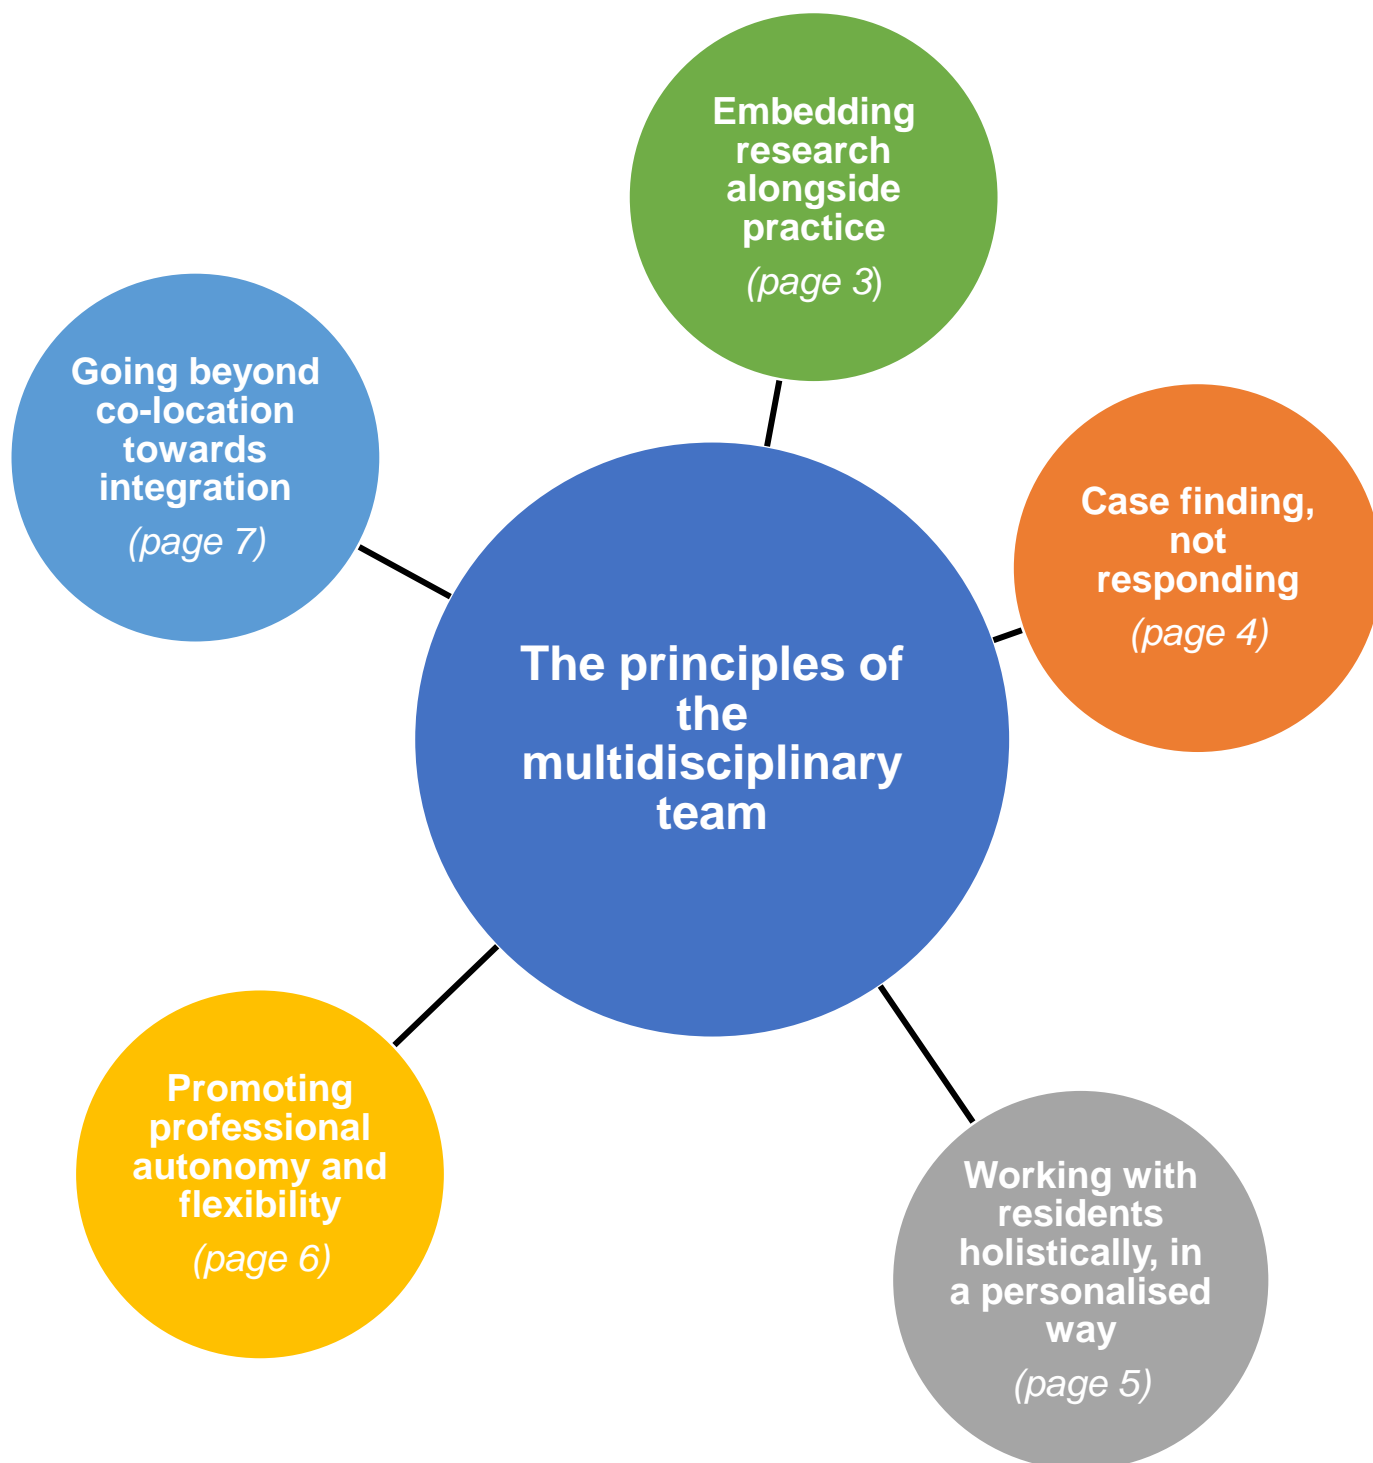 Embedding
research
alongside
practice
(page 3)
Going beyond
co-location
towards
integration
(page 7)
Case finding,
not
responding
(page 4)
The principles of
the
multidisciplinary
team
Promoting
professional
autonomy and
flexibility
(page 6)
Working with
residents
holistically, in
a personalised
way
(page 5)